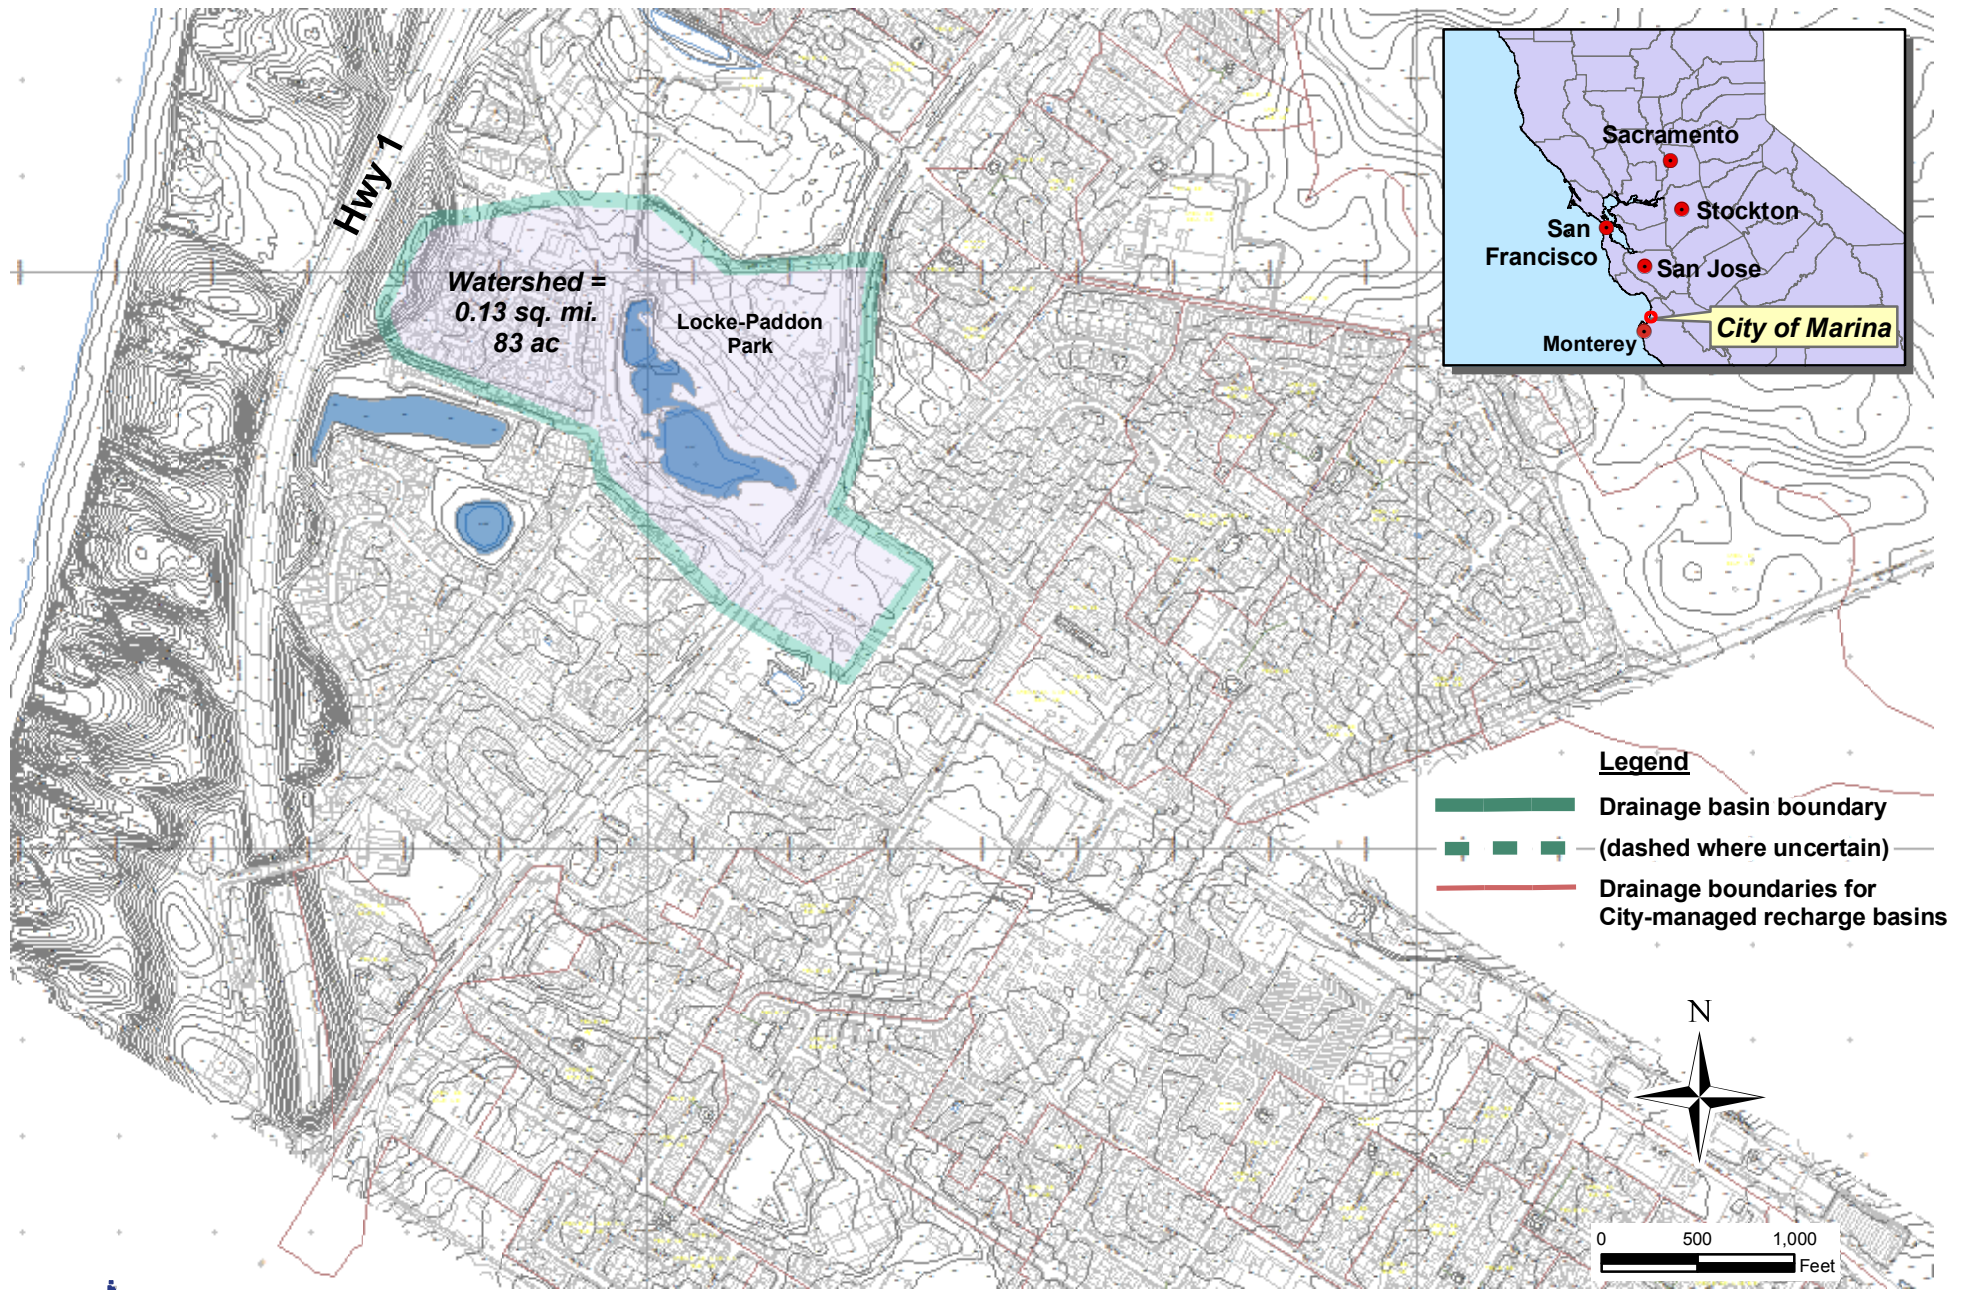 Hwy 1
Watershed =
0.13 sq. mi.
83 ac
Locke-Paddon
Park
Sacramento
Stockton
San
Francisco
San Jose
City of Marina
Monterey
Legend
Drainage basin boundary
(dashed where uncertain)
Drainage boundaries for
City-managed recharge basins
N
0 500 1,000
Feet